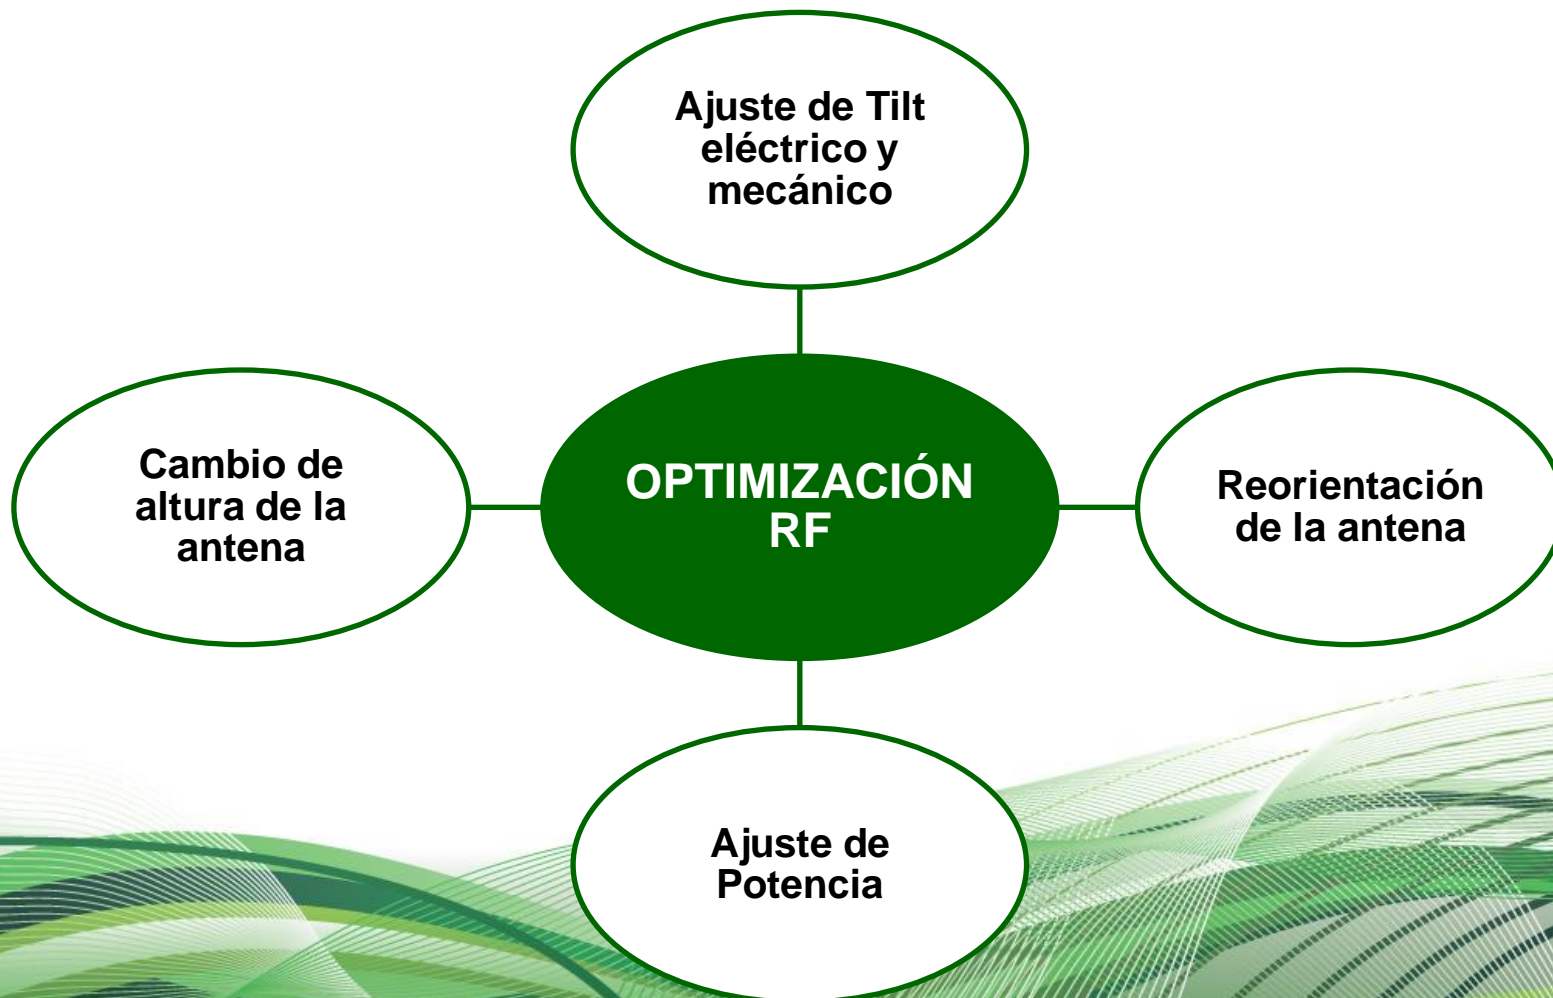 Ajuste de Tilt
eléctrico y
mecánico
Cambio de
altura de la
antena
OPTIMIZACIÓN
RF
Reorientación
de la antena
Ajuste de
Potencia